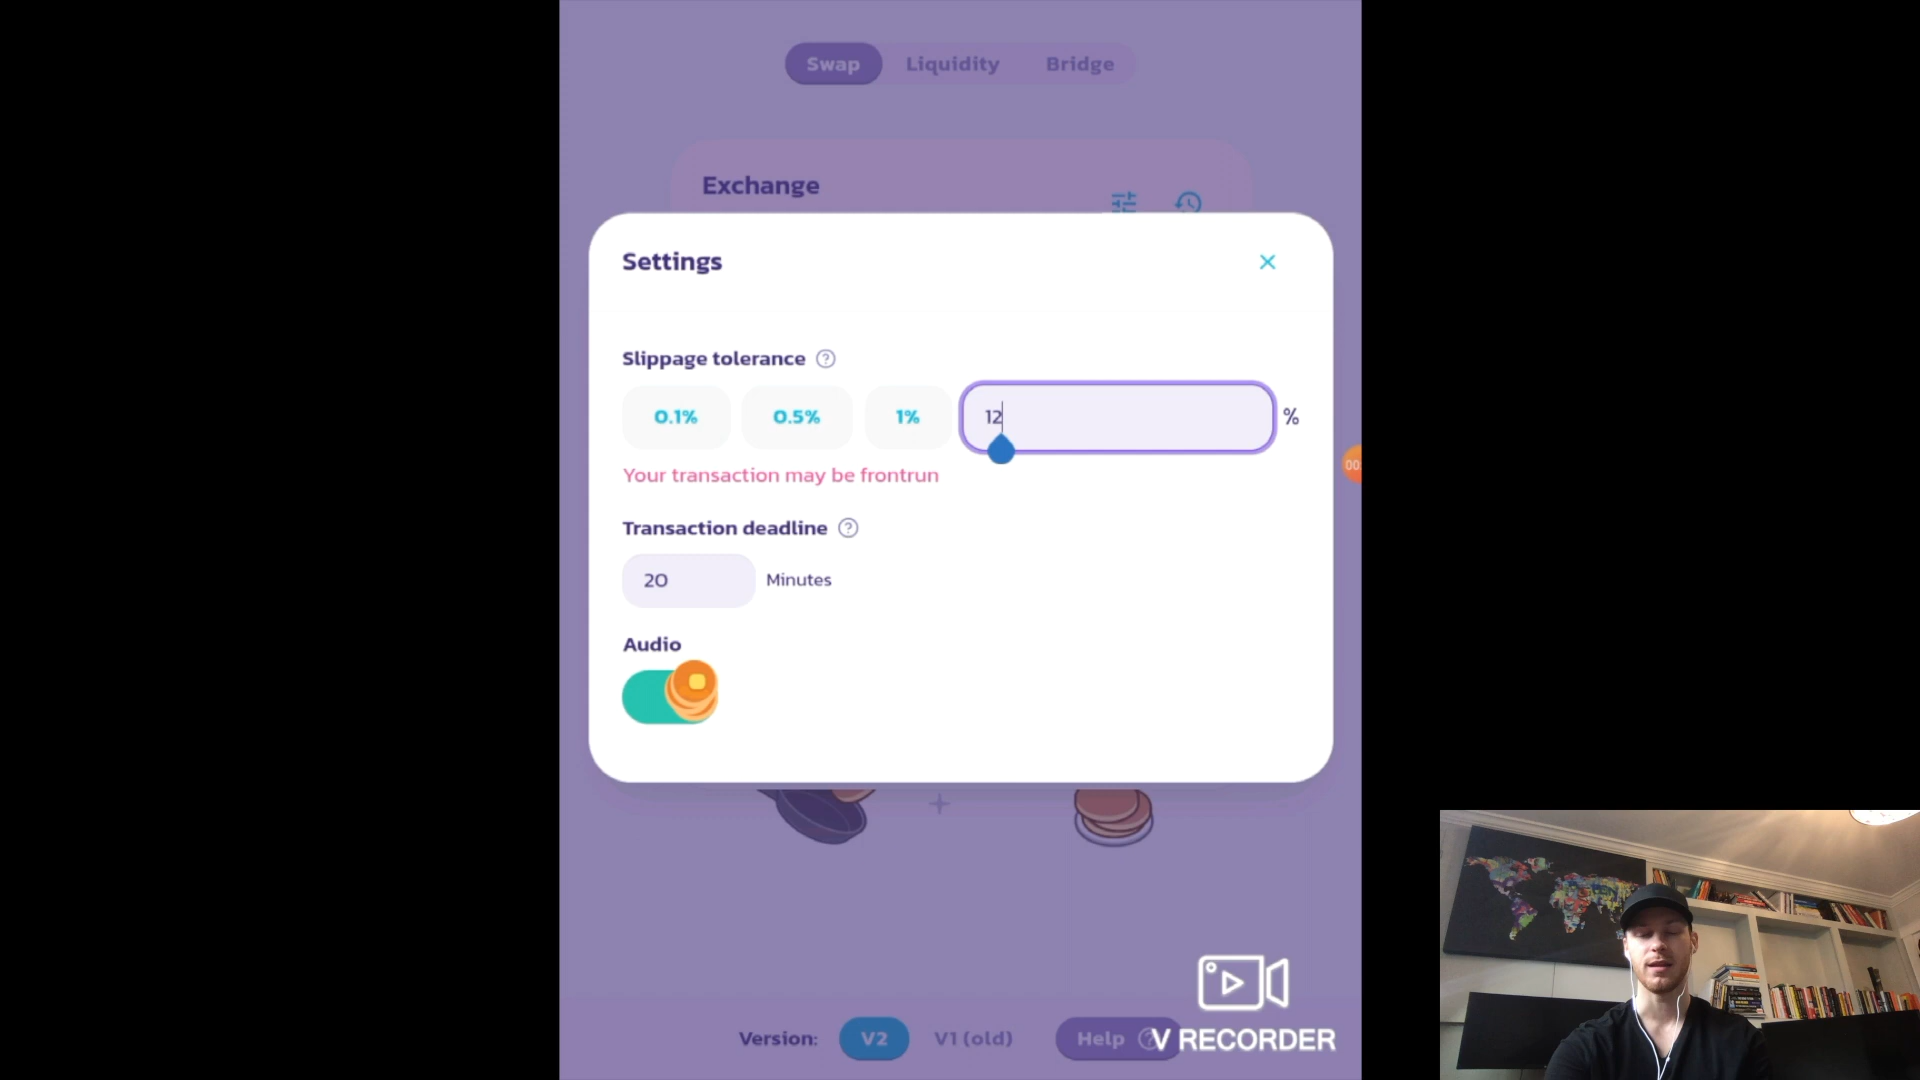 Swap Liquidity Bridge
Exchange
Settings
Slippage tolerance ?
0.1% 0.5% 1% 12 %
Your transaction may be frontrun
Transaction deadline ?
20 Minutes
Audio
00
Version: V2 V1 (old) Help ?
V RECORDER